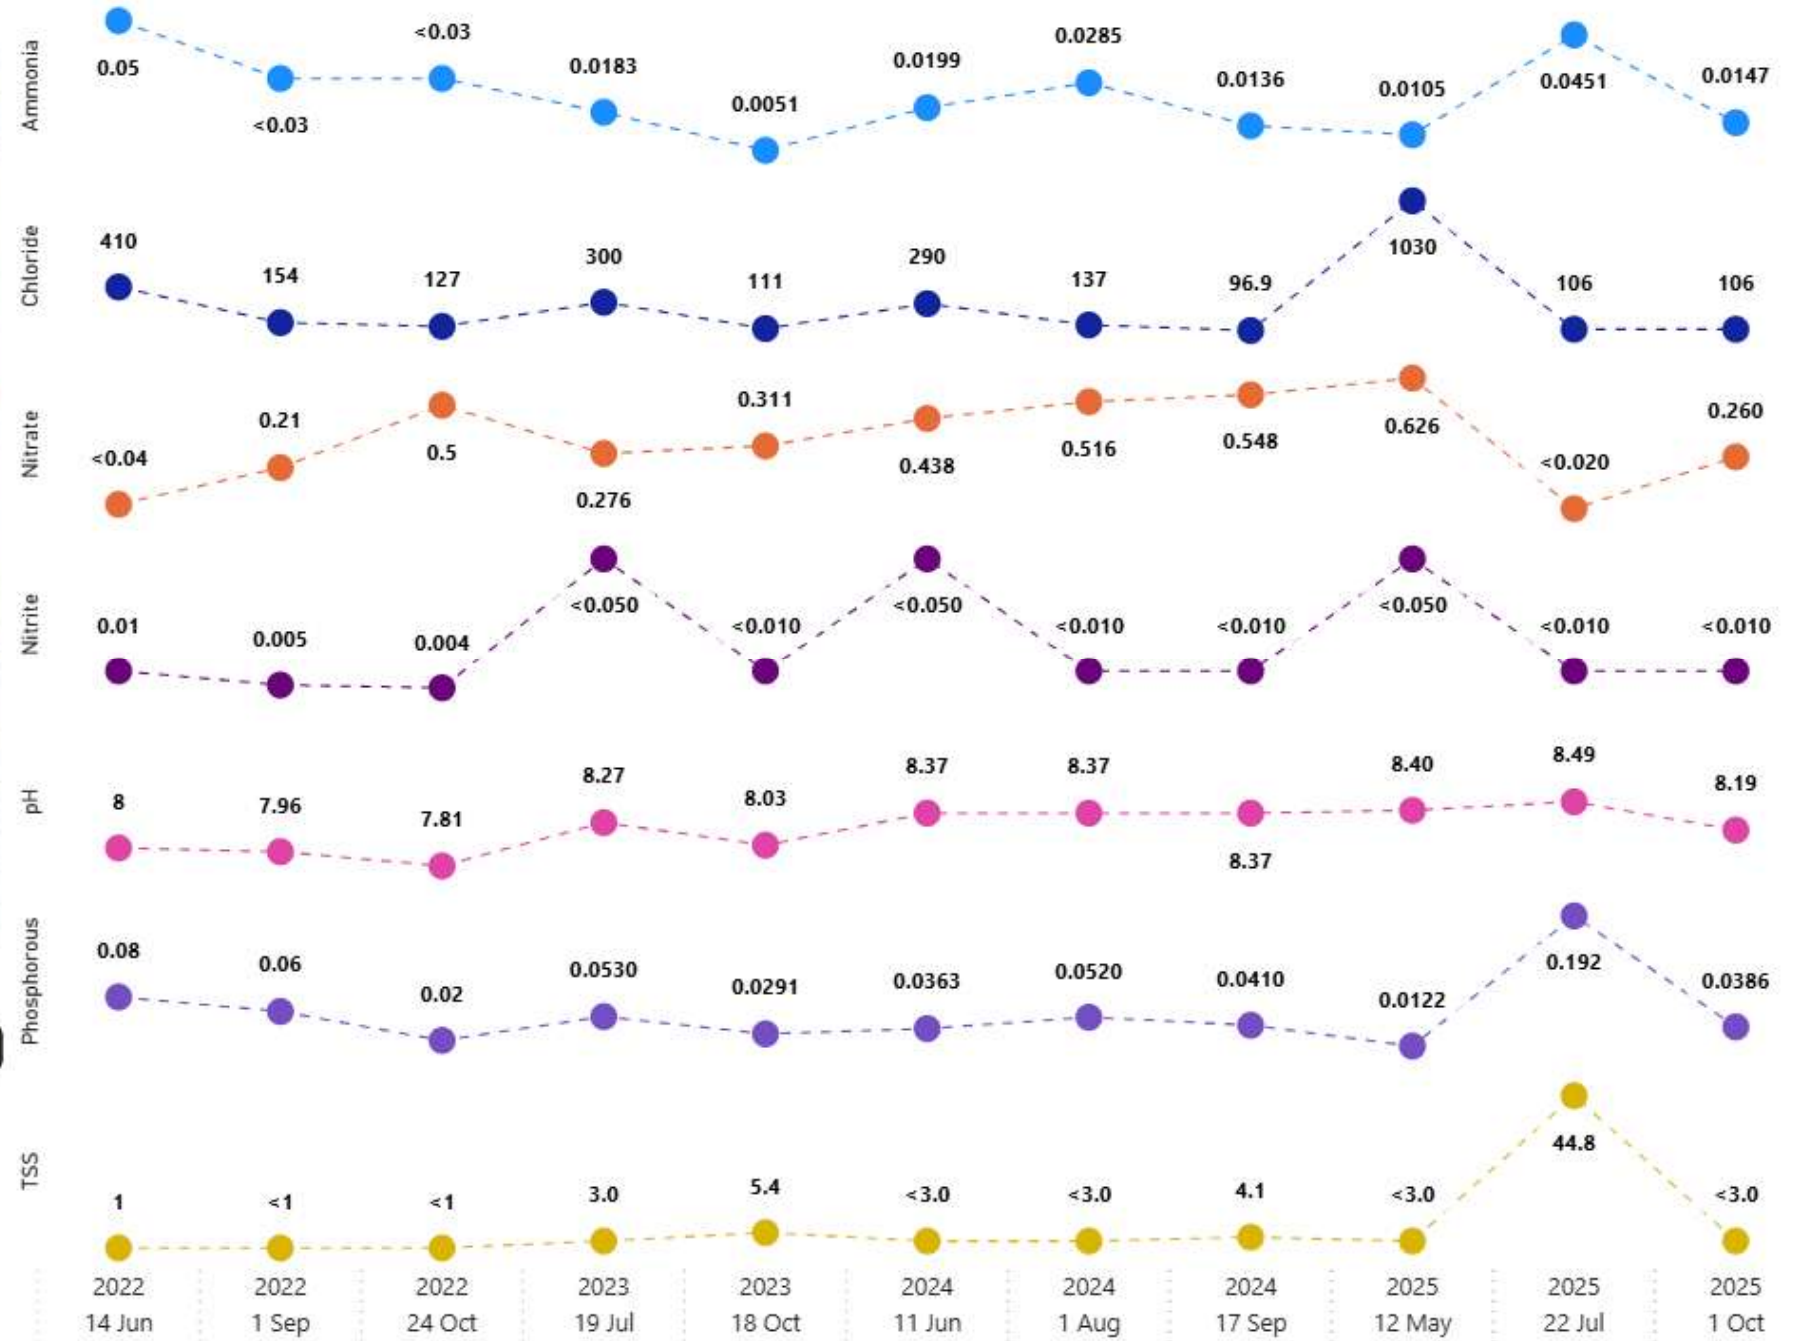 Ammonia
0.05 <0.03 <0.03 0.0183 0.0051 0.0199 0.0285 0.0136 0.0105 0.0451 0.0147
Chloride
410 154 127 300 111 290 137 96.9 1030 106 106
Nitrate
<0.04 0.21 0.5 0.276 0.311 0.438 0.516 0.548 0.626 <0.020 0.260
Nitrite
0.01 0.005 0.004 <0.050 <0.010 <0.050 <0.010 <0.010 <0.050 <0.010 <0.010
pH
8 7.96 7.81 8.27 8.03 8.37 8.37 8.37 8.40 8.49 8.19
Phosphorous
0.08 0.06 0.02 0.0530 0.0291 0.0363 0.0520 0.0410 0.0122 0.192 0.0386
TSS
1 <1 <1 3.0 5.4 <3.0 <3.0 4.1 <3.0 44.8 <3.0
2022 2022 2022 2023 2023 2024 2024 2024 2025 2025 2025
14 Jun 1 Sep 24 Oct 19 Jul 18 Oct 11 Jun 1 Aug 17 Sep 12 May 22 Jul 1 Oct